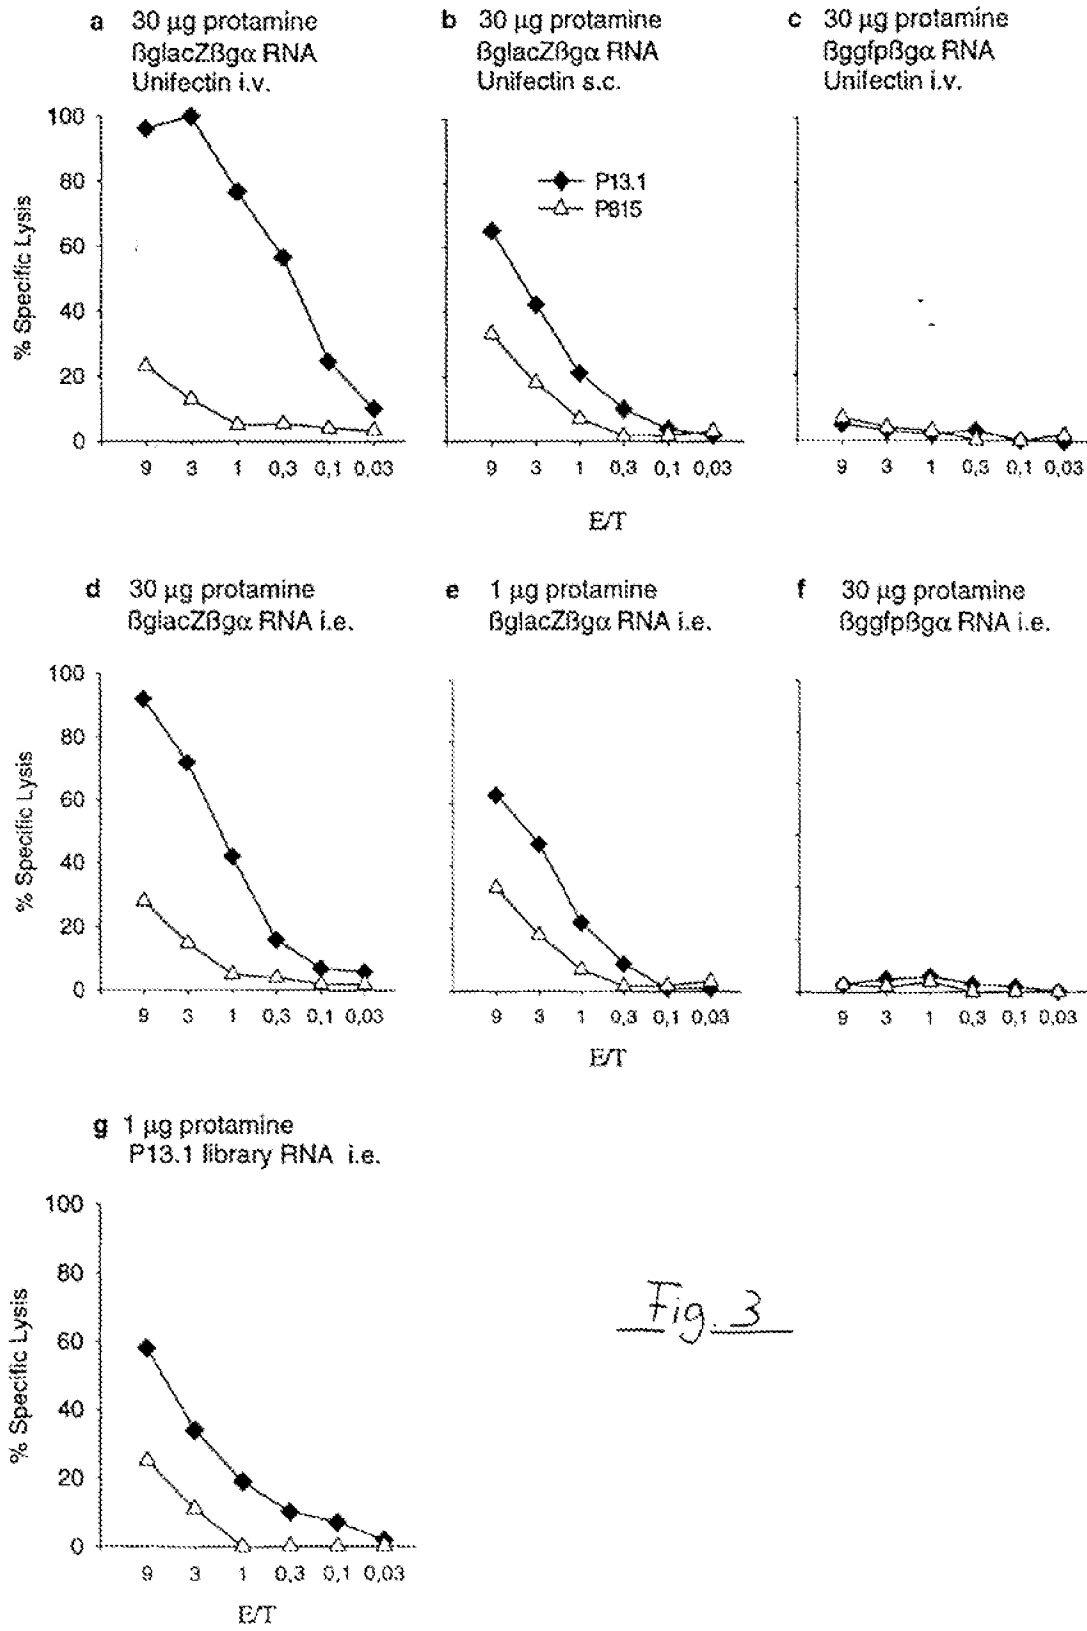 a 30 µg protamine
ßglacZßgα RNA
Unifectin i.v.
b 30 µg protamine
ßglacZßgα RNA
Unifectin s.c.
c 30 µg protamine
ßggfpßgα RNA
Unifectin i.v.
% Specific Lysis
100
80
60
40
20
0
9 3 1 0,3 0,1 0,03
P13.1
P815
9 3 1 0,3 0,1 0,03
9 3 1 0,3 0,1 0,03
E/T
d 30 µg protamine
ßglacZßgα RNA i.e.
e 1 µg protamine
ßglacZßgα RNA i.e.
f 30 µg protamine
ßggfpßgα RNA i.e.
% Specific Lysis
100
80
60
40
20
0
9 3 1 0,3 0,1 0,03
9 3 1 0,3 0,1 0,03
9 3 1 0,3 0,1 0,03
E/T
g 1 µg protamine
P13.1 library RNA i.e.
% Specific Lysis
100
80
60
40
20
0
9 3 1 0,3 0,1 0,03
E/T
Fig. 3